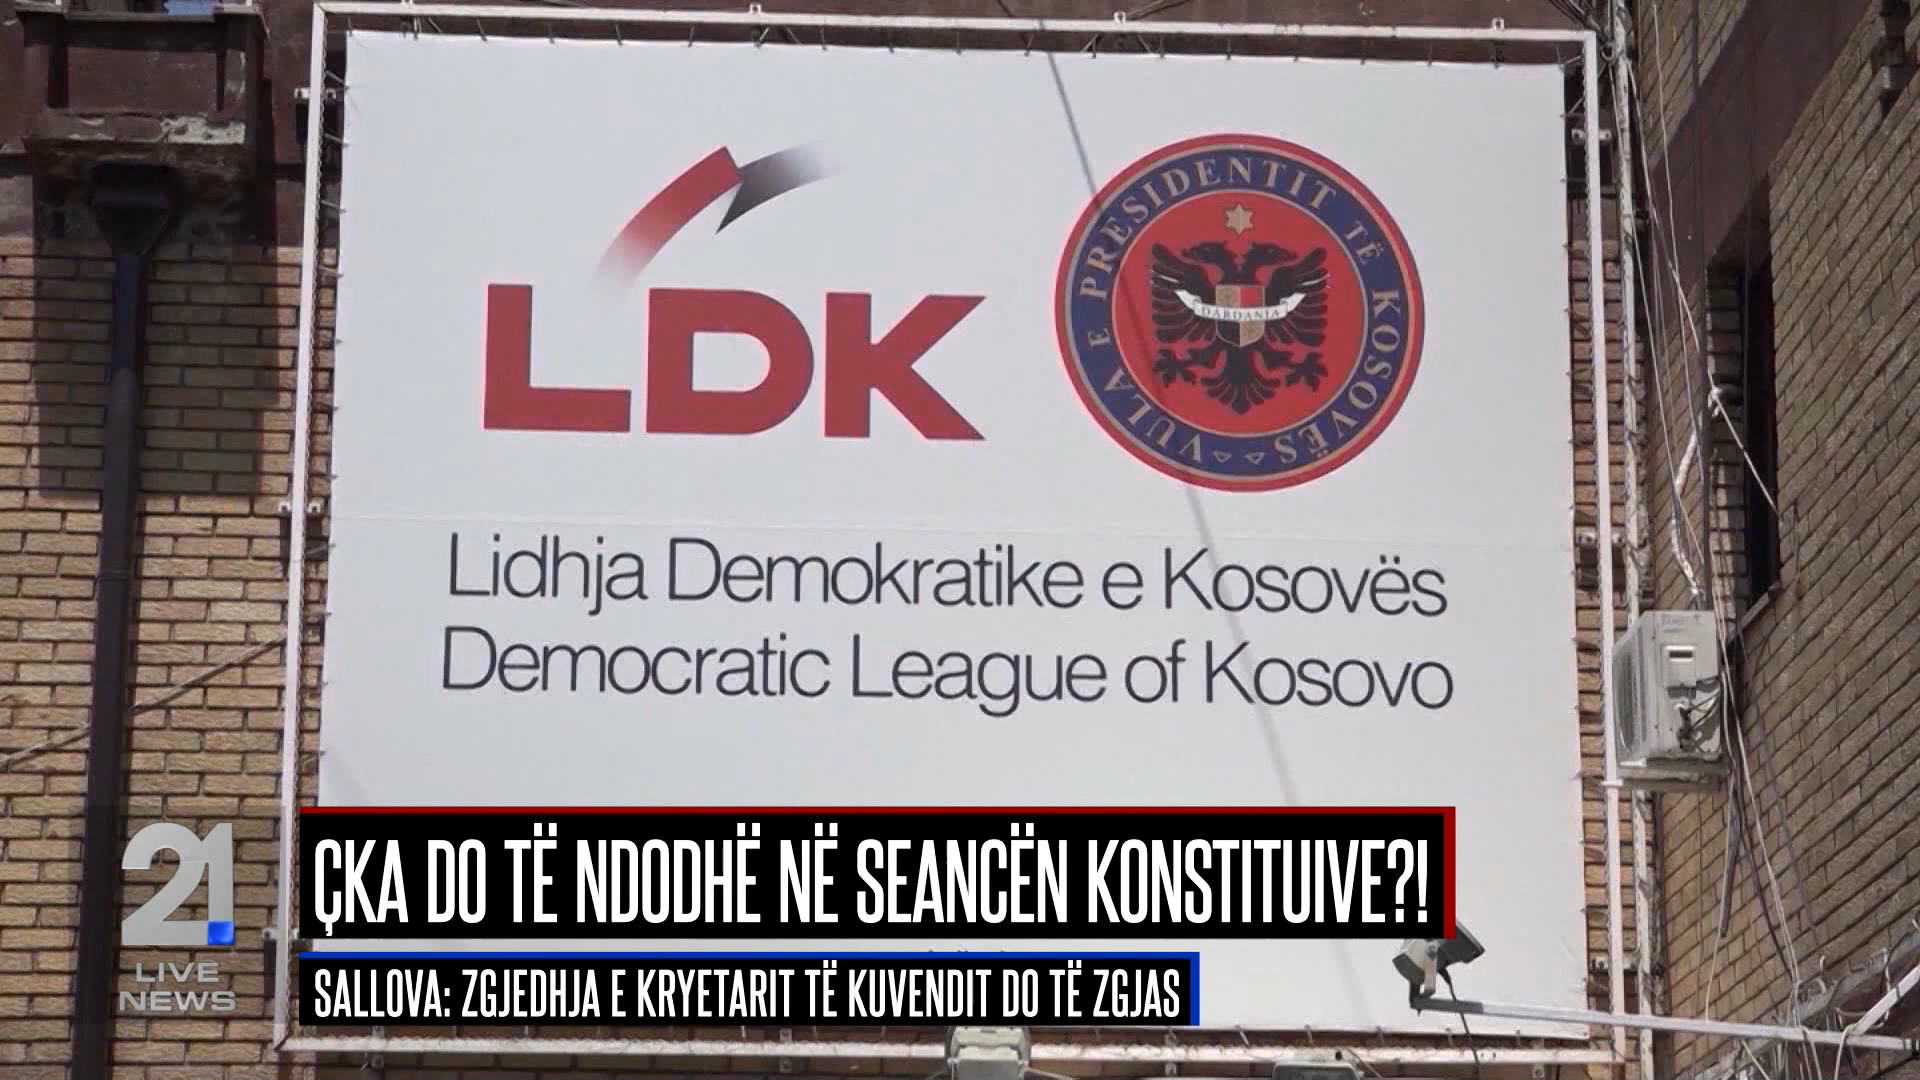 LDK
VULA E PRESIDENTIT TË KOSOVËS
DARDANIA
Lidhja Demokratike e Kosovës
Democratic League of Kosovo
ÇKA DO TË NDODHË NË SEANCËN KONSTITUIVE?!
SALLOVA: ZGJEDHJA E KRYETARIT TË KUVENDIT DO TË ZGJAS
21
LIVE
NEWS